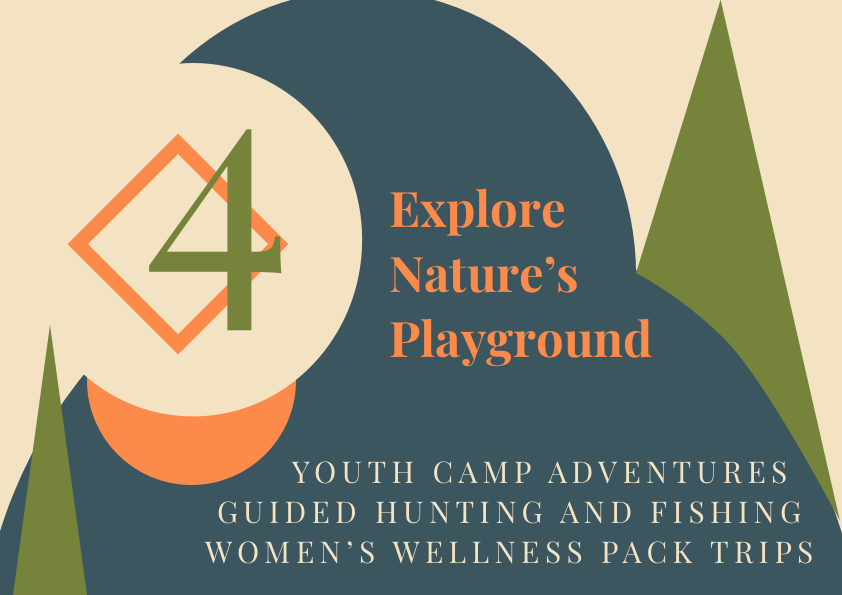 4
Explore
Nature’s
Playground
YOUTH CAMP ADVENTURES
GUIDED HUNTING AND FISHING
WOMEN’S WELLNESS PACK TRIPS